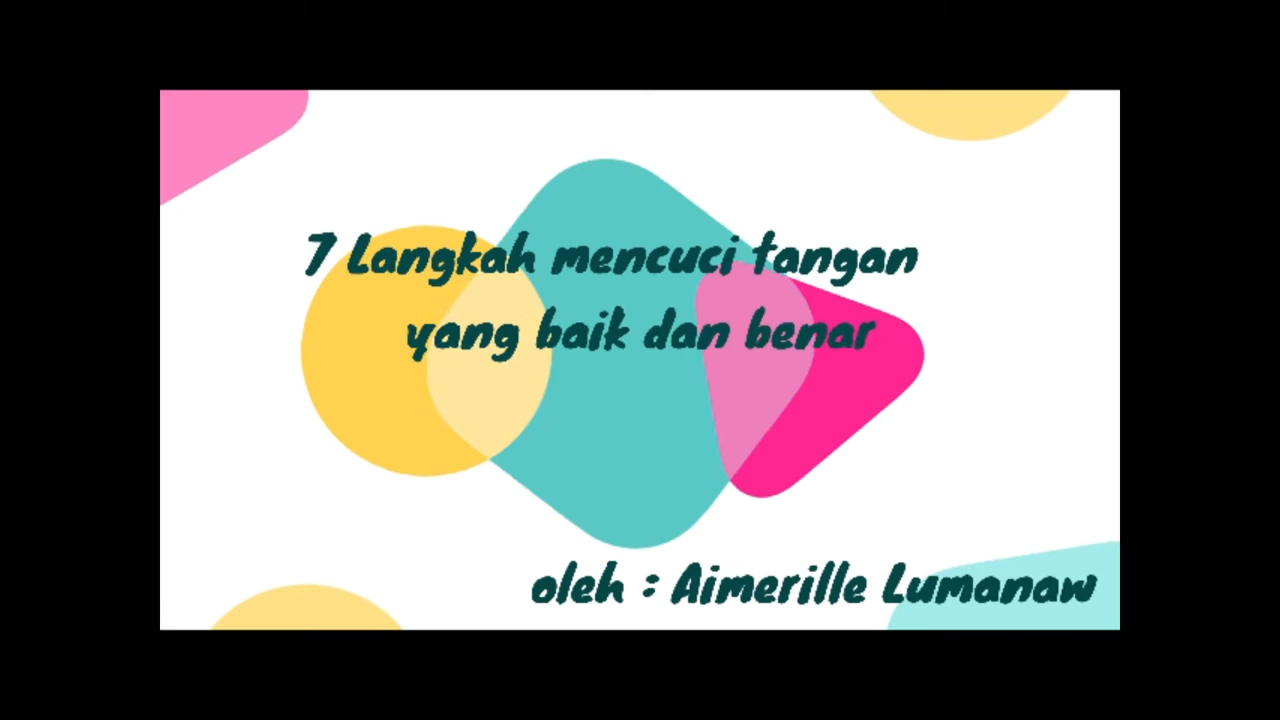 7 Langkah mencuci tangan
yang baik dan benar
oleh : Aimerille Lumanaw